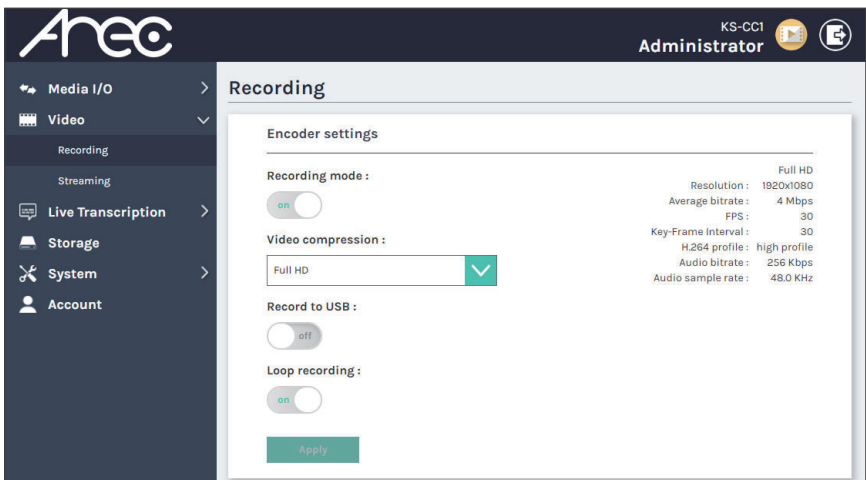 Arec
KS-CC1
Administrator
Media I/O
Video
Recording
Streaming
Live Transcription
Storage
System
Account
Recording
Encoder settings
Recording mode :
on
Video compression :
Full HD
Record to USB :
off
Loop recording :
on
Apply
Full HD
Resolution : 1920x1080
Average bitrate : 4 Mbps
FPS : 30
Key-Frame Interval : 30
H.264 profile : high profile
Audio bitrate : 256 Kbps
Audio sample rate : 48.0 KHz